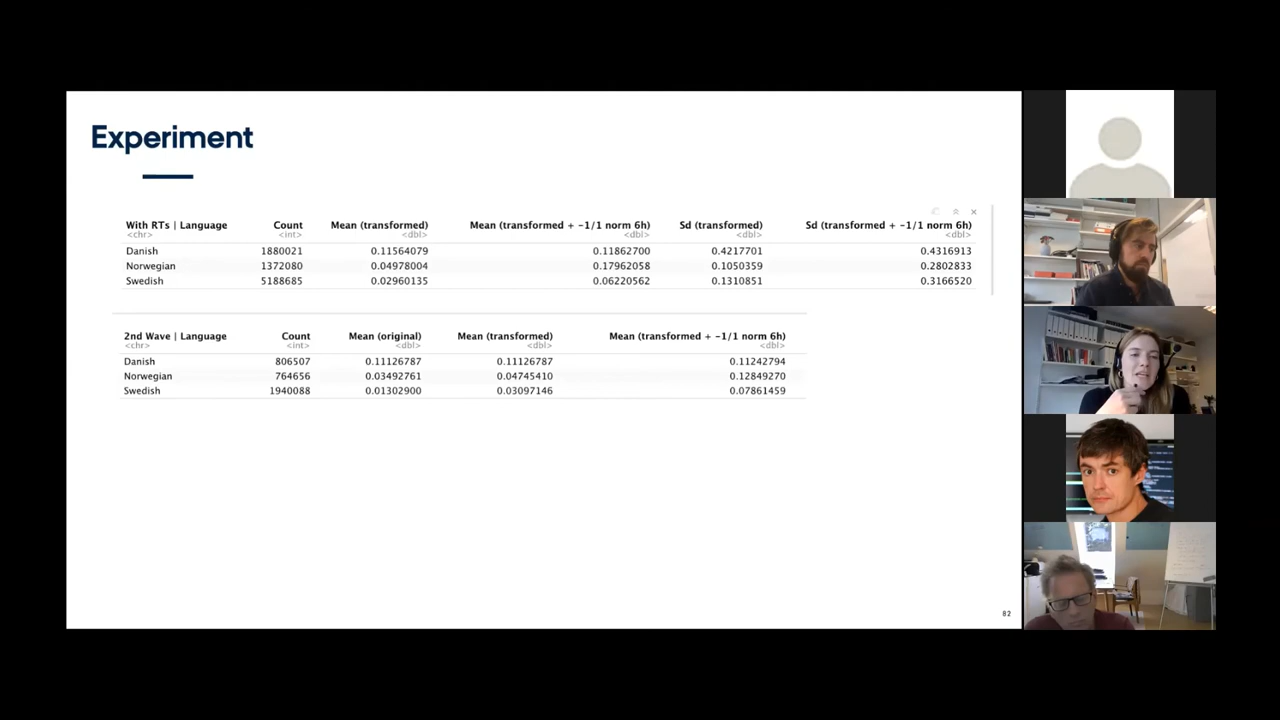 Experiment
With RTs | Language Count Mean (transformed) Mean (transformed + -1/1 norm 6h) Sd (transformed) Sd (transformed + -1/1 norm 6h)
<chr> <int> <dbl> <dbl> <dbl> <dbl>
Danish 1880021 0.11564079 0.11862700 0.4217701 0.4316913
Norwegian 1372080 0.04978004 0.17962058 0.1050359 0.2802833
Swedish 5188685 0.02960135 0.06220562 0.1310851 0.3166520
2nd Wave | Language Count Mean (original) Mean (transformed) Mean (transformed + -1/1 norm 6h)
<chr> <int> <dbl> <dbl> <dbl>
Danish 806507 0.11126787 0.11126787 0.11242794
Norwegian 764656 0.03492761 0.04745410 0.12849270
Swedish 1940088 0.01302900 0.03097146 0.07861459
82